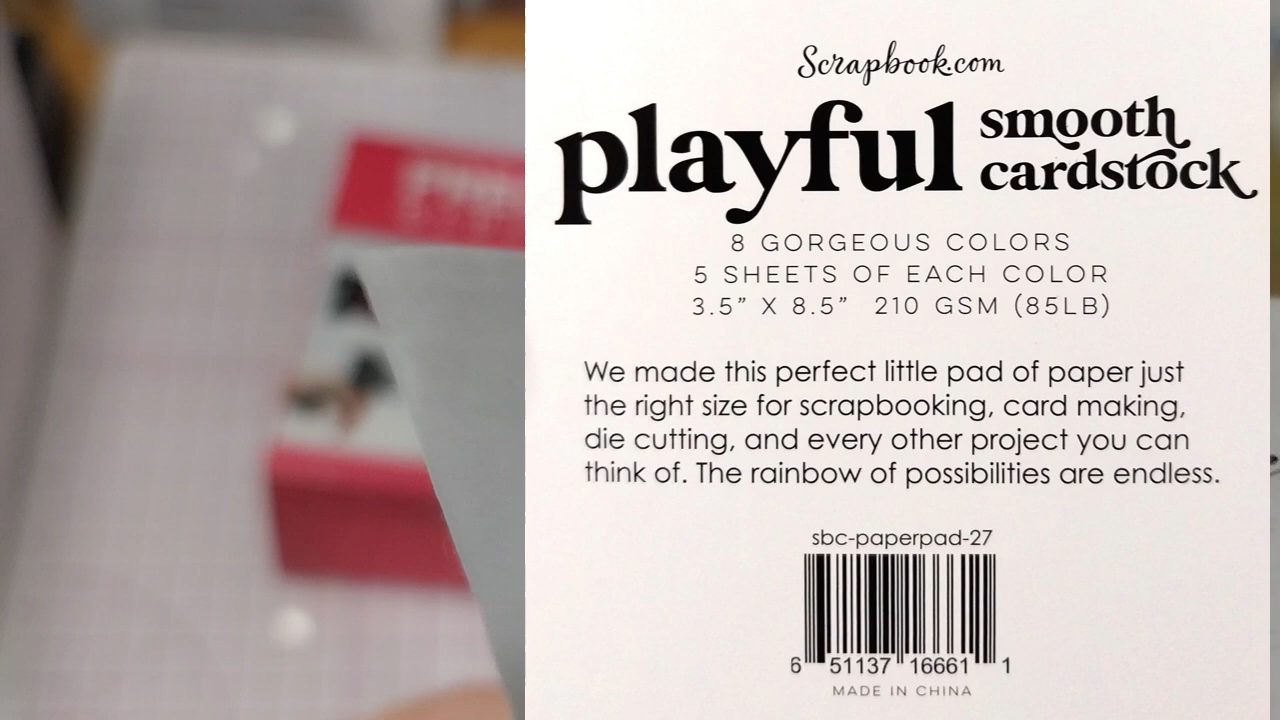 Scrapbook.com
playful smooth cardstock
8 GORGEOUS COLORS
5 SHEETS OF EACH COLOR
3.5” X 8.5” 210 GSM (85LB)
We made this perfect little pad of paper just
the right size for scrapbooking, card making,
die cutting, and every other project you can
think of. The rainbow of possibilities are endless.
sbc-paperpad-27
6 51137 16661 1
MADE IN CHINA